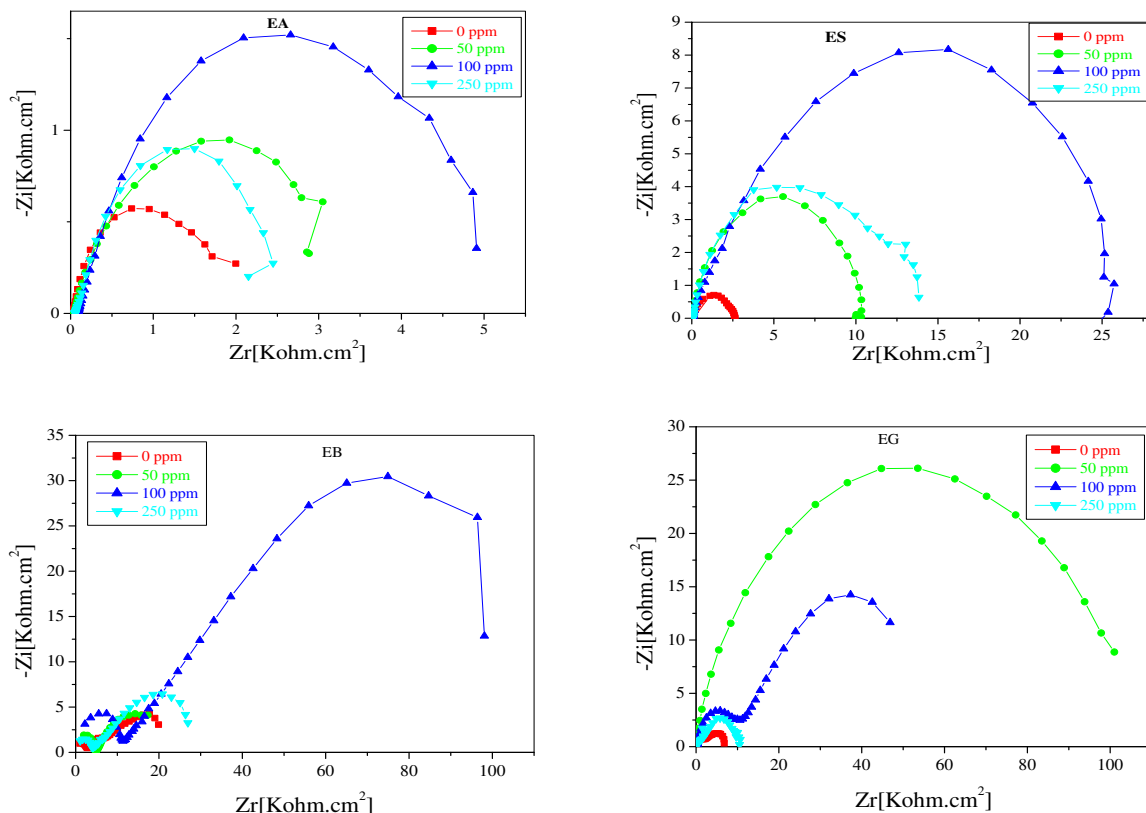 EA
0 ppm
50 ppm
100 ppm
250 ppm
-Zi[Kohm.cm²]
1
0
0 1 2 3 4 5
Zr[Kohm.cm²]
ES
0 ppm
50 ppm
100 ppm
250 ppm
-Zi[Kohm.cm²]
9
8
7
6
5
4
3
2
1
0
0 5 10 15 20 25
Zr[Kohm.cm²]
EB
0 ppm
50 ppm
100 ppm
250 ppm
-Zi[Kohm.cm²]
35
30
25
20
15
10
5
0
0 20 40 60 80 100
Zr[Kohm.cm²]
EG
0 ppm
50 ppm
100 ppm
250 ppm
-Zi[Kohm.cm²]
30
25
20
15
10
5
0
0 20 40 60 80 100
Zr[Kohm.cm²]